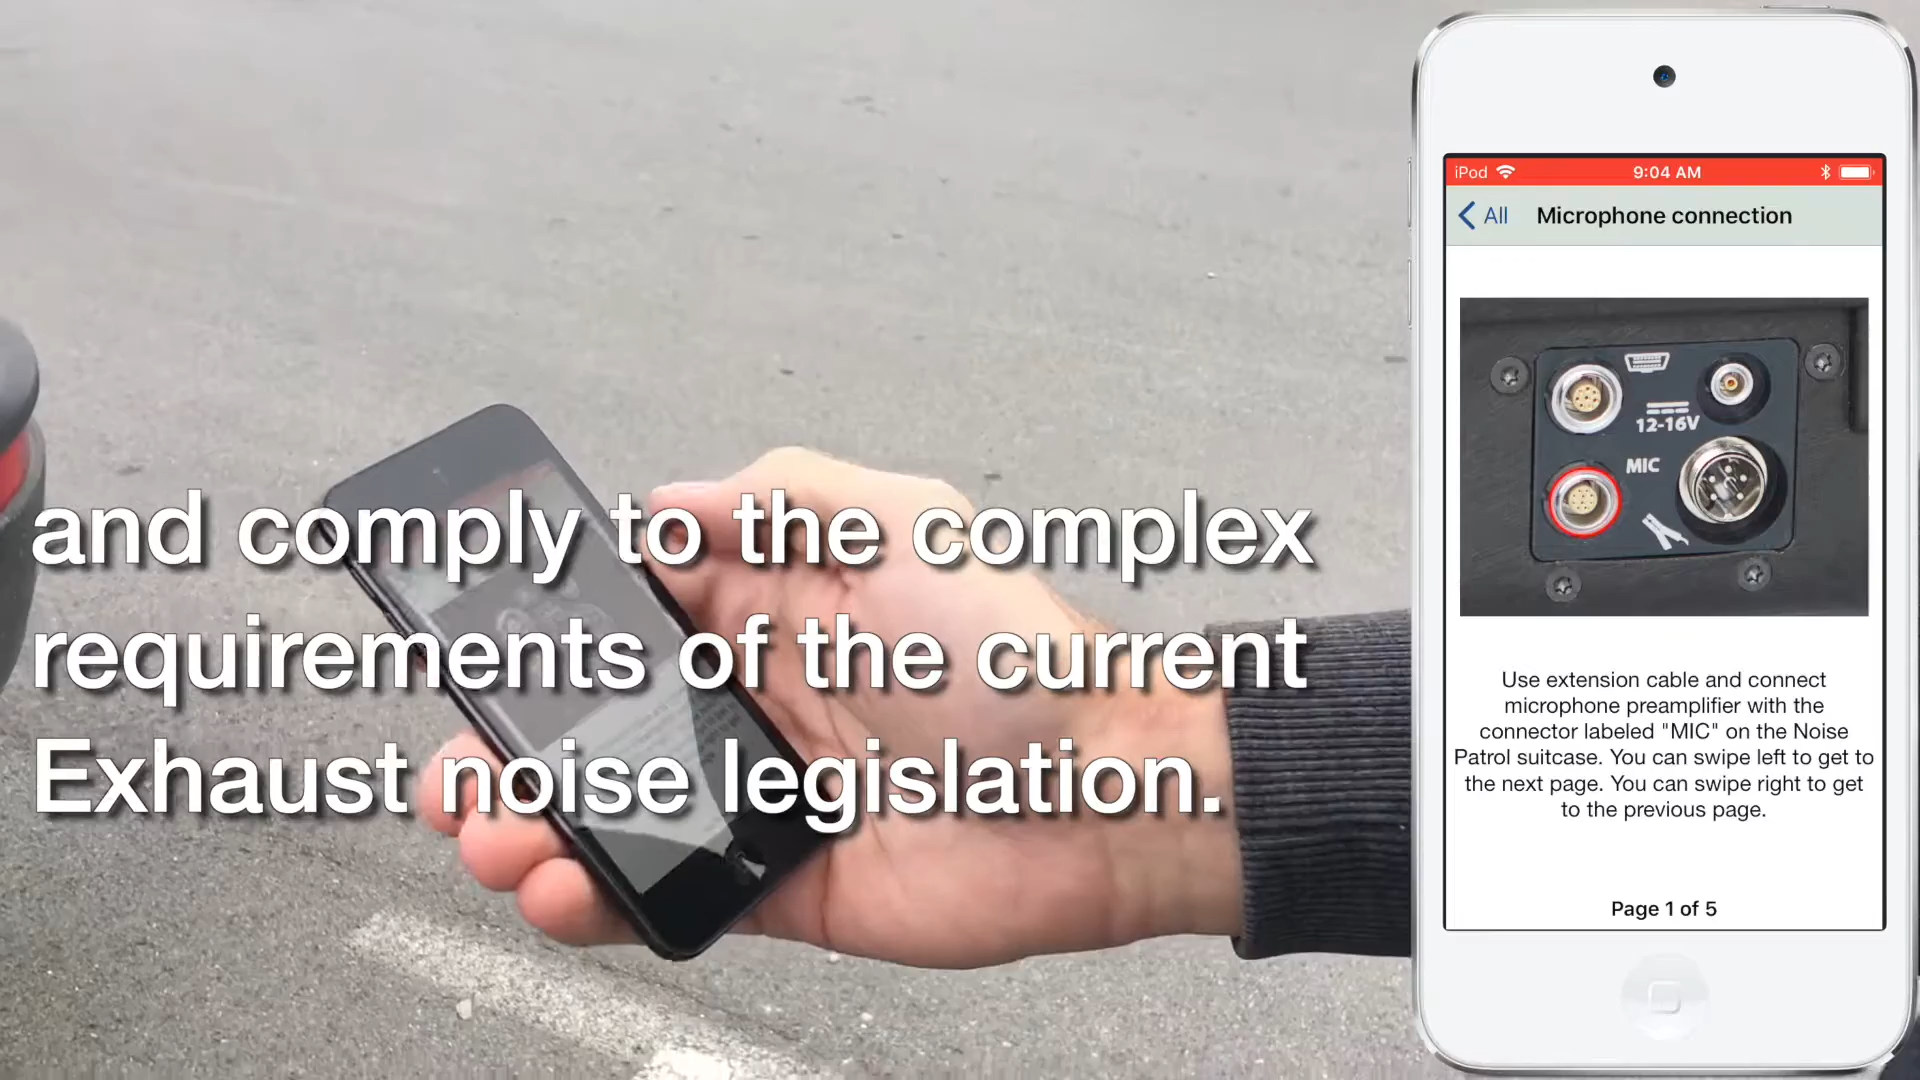 and comply to the complex
requirements of the current
Exhaust noise legislation.
iPod
9:04 AM
All
Microphone connection
12-16V
MIC
Use extension cable and connect
microphone preamplifier with the
connector labeled "MIC" on the Noise
Patrol suitcase. You can swipe left to get to
the next page. You can swipe right to get
to the previous page.
Page 1 of 5